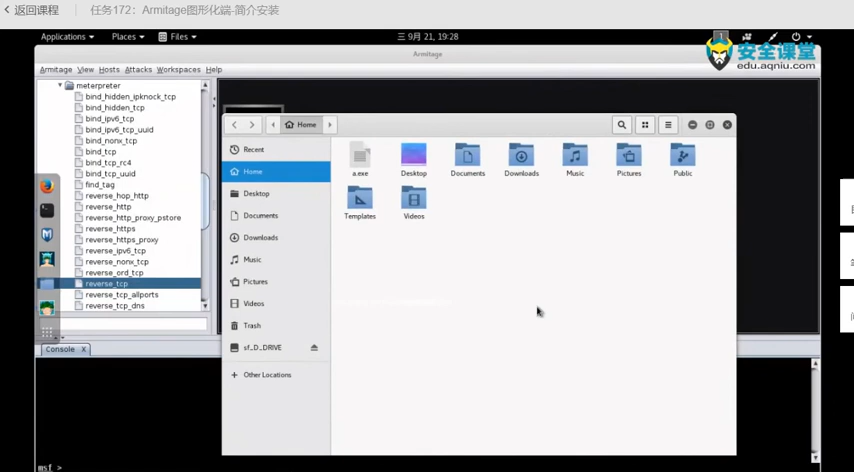 返回课程
任务172：Armitage图形化端-简介安装
Applications
Places
Files
三 9月 21, 19:28
1
安全课堂
edu.aqniu.com
Armitage
Armitage View Hosts Attacks Workspaces Help
meterpreter
bind_hidden_ipknock_tcp
bind_hidden_tcp
bind_ipv6_tcp
bind_ipv6_tcp_uuid
bind_nonx_tcp
bind_tcp
bind_tcp_rc4
bind_tcp_uuid
find_tag
reverse_hop_http
reverse_http
reverse_http_proxy_pstore
reverse_https
reverse_https_proxy
reverse_ipv6_tcp
reverse_nonx_tcp
reverse_ord_tcp
reverse_tcp
reverse_tcp_allports
reverse_tcp_dns
Home
Recent
Home
Desktop
Documents
Downloads
Music
Pictures
Videos
Trash
sf_D_DRIVE
Other Locations
a.exe
Desktop
Documents
Downloads
Music
Pictures
Public
Templates
Videos
Console X
msf >